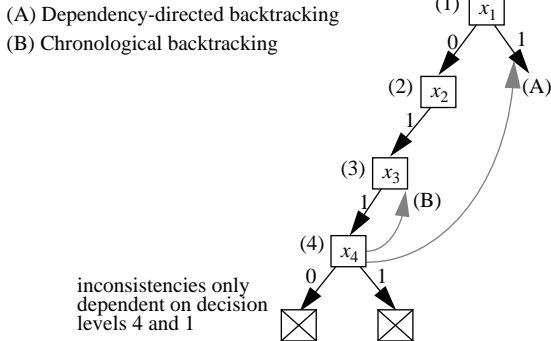 (A) Dependency-directed backtracking
(B) Chronological backtracking
(1)
x1
0
1
(A)
(2)
x2
1
(3)
x3
(B)
1
(4)
x4
0
1
inconsistencies only
dependent on decision
levels 4 and 1